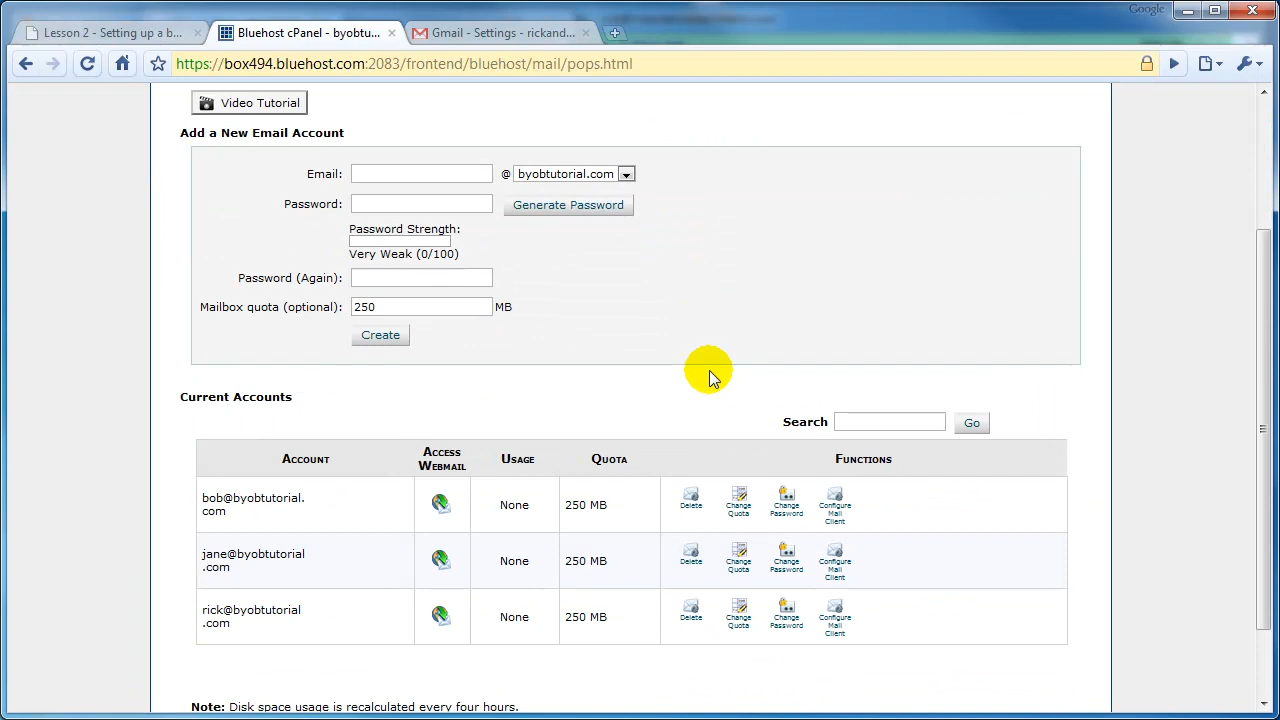 Google
Lesson 2 - Setting up a b...
Bluehost cPanel - byobtu...
Gmail - Settings - rickand...
https://box494.bluehost.com:2083/frontend/bluehost/mail/pops.html
Video Tutorial
Add a New Email Account
Email: @ byobtutorial.com
Password: Generate Password
Password Strength:
Very Weak (0/100)
Password (Again):
Mailbox quota (optional): 250 MB
Create
Current Accounts
Search Go
Account Access Webmail Usage Quota Functions
bob@byobtutorial.
com
None 250 MB Delete Change Quota Change Password Configure Mail Client
jane@byobtutorial
.com
None 250 MB Delete Change Quota Change Password Configure Mail Client
rick@byobtutorial
.com
None 250 MB Delete Change Quota Change Password Configure Mail Client
Note: Disk space usage is recalculated every four hours.